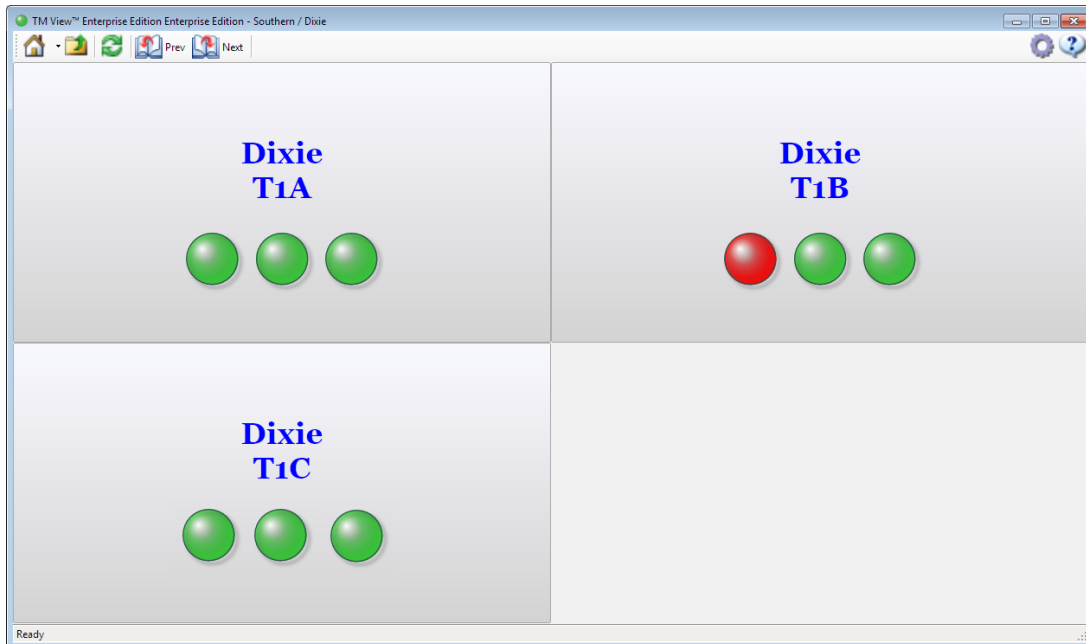 TM View™ Enterprise Edition Enterprise Edition - Southern / Dixie
Prev Next
Dixie
T1A
Dixie
T1B
Dixie
T1C
Ready